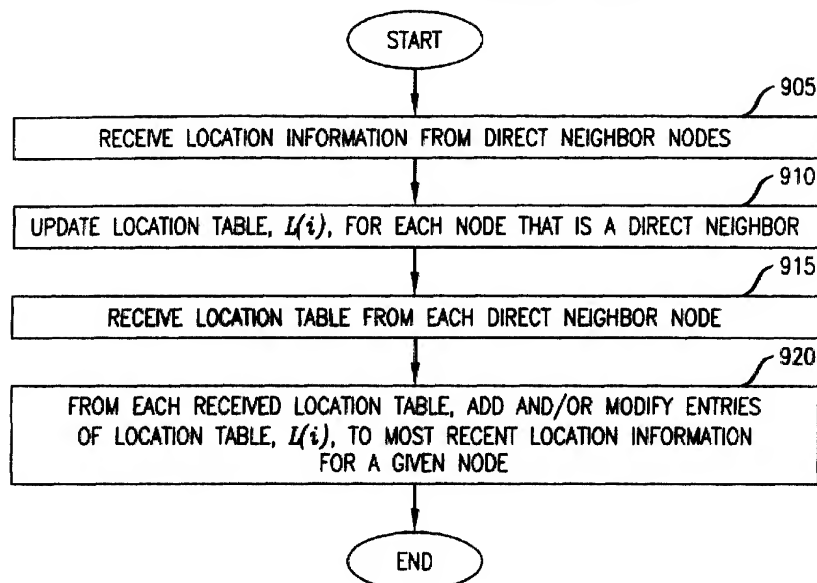 START
905
RECEIVE LOCATION INFORMATION FROM DIRECT NEIGHBOR NODES
910
UPDATE LOCATION TABLE, L(i), FOR EACH NODE THAT IS A DIRECT NEIGHBOR
915
RECEIVE LOCATION TABLE FROM EACH DIRECT NEIGHBOR NODE
920
FROM EACH RECEIVED LOCATION TABLE, ADD AND/OR MODIFY ENTRIES
OF LOCATION TABLE, L(i), TO MOST RECENT LOCATION INFORMATION
FOR A GIVEN NODE
END